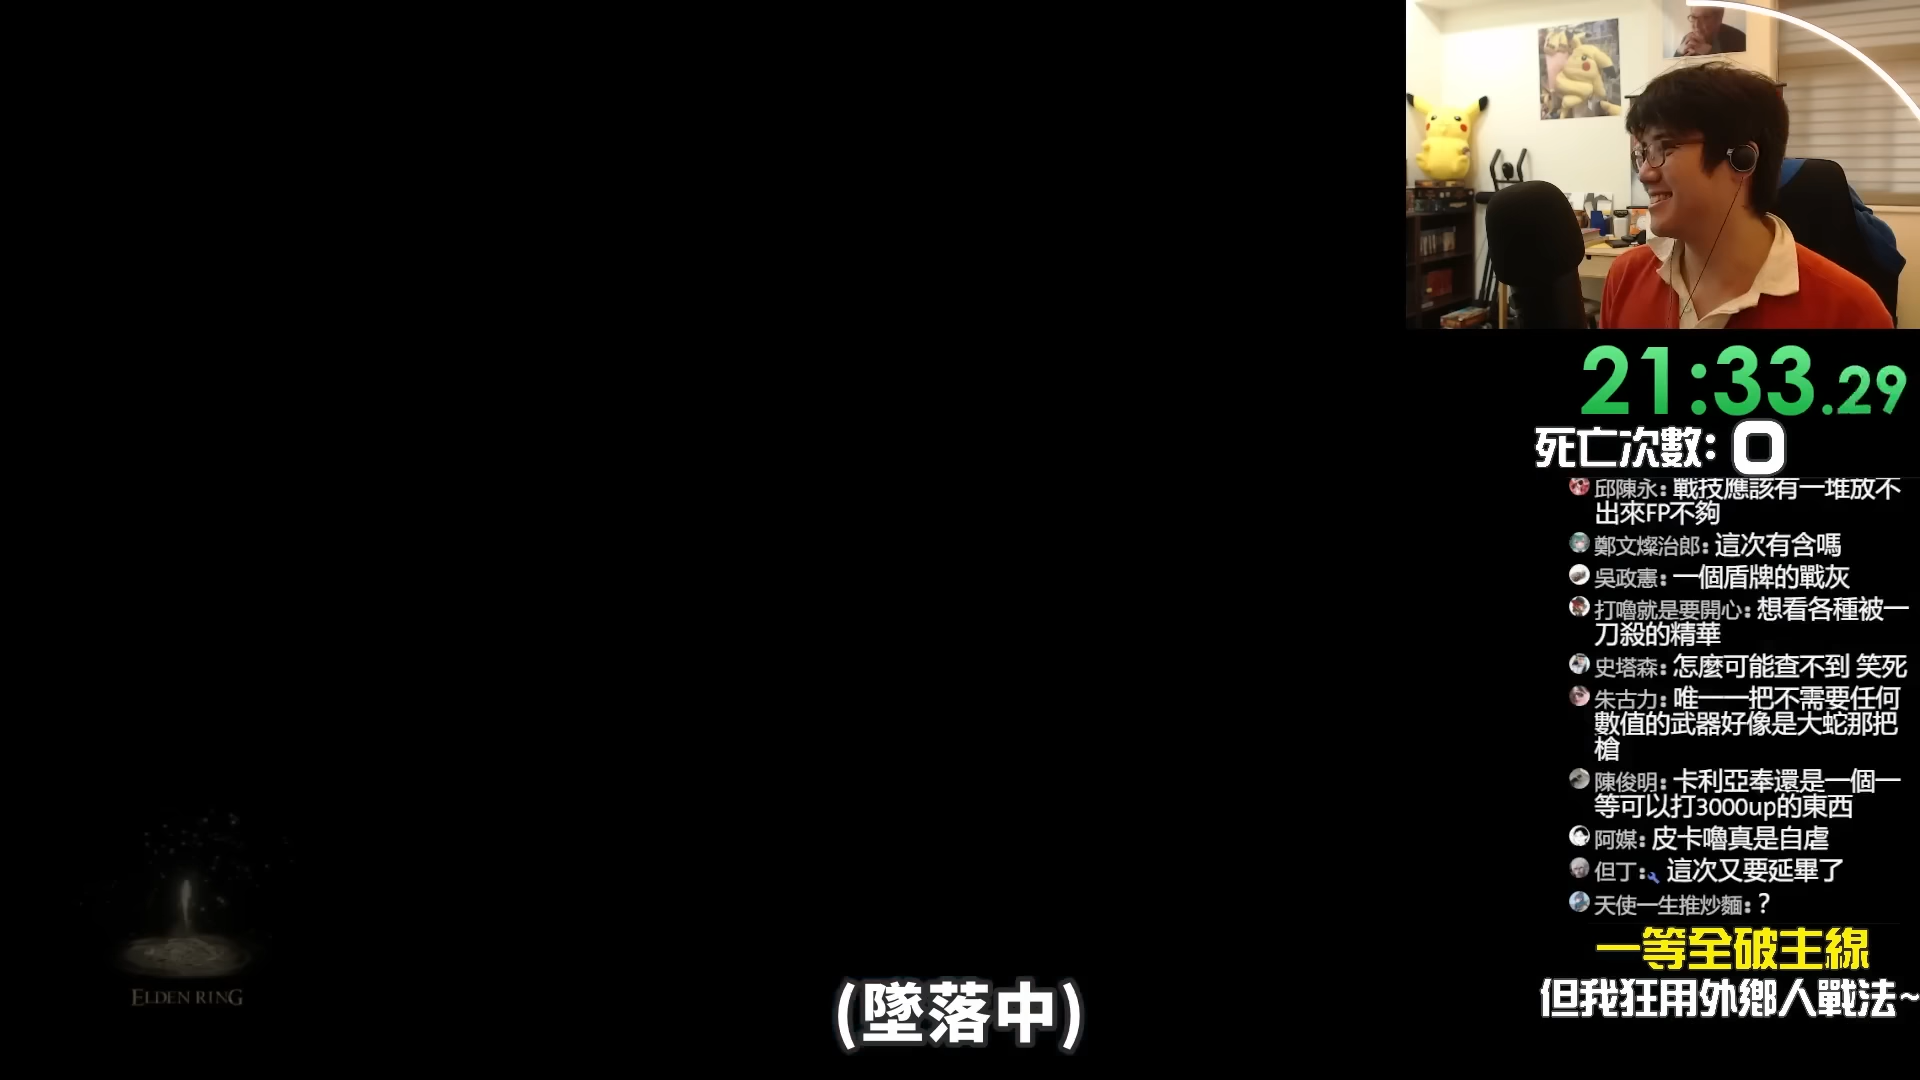 21:33.29
死亡次數: 0
邱陳永: 戰技應該有一堆放不
出來FP不夠
鄭文燦治郎: 這次有含嗎
吳政憲: 一個盾牌的戰灰
打嚕就是要開心: 想看各種被一
刀殺的精華
史塔森: 怎麼可能查不到 笑死
朱古力: 唯一一把不需要任何
數值的武器好像是大蛇那把
槍
陳俊明: 卡利亞奉還是一個一
等可以打3000up的東西
阿媒: 皮卡嚕真是自虐
但丁: 這次又要延畢了
天使一生推炒麵: ?
一等全破主線
但我狂用外鄉人戰法~
ELDEN RING
(墜落中)